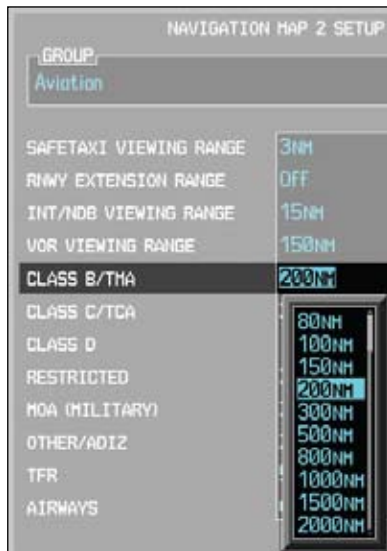 NAVIGATION MAP 2 SETUP
GROUP
Aviation
SAFETAXI VIEWING RANGE 3NM
RNWY EXTENSION RANGE OFF
INT/NDB VIEWING RANGE 15NM
VOR VIEWING RANGE 150NM
CLASS B/TMA 200NM
CLASS C/TCA
CLASS D
RESTRICTED
MOA (MILITARY)
OTHER/ADIZ
TFR
AIRWAYS
80NM
100NM
150NM
200NM
300NM
500NM
800NM
1000NM
1500NM
2000NM